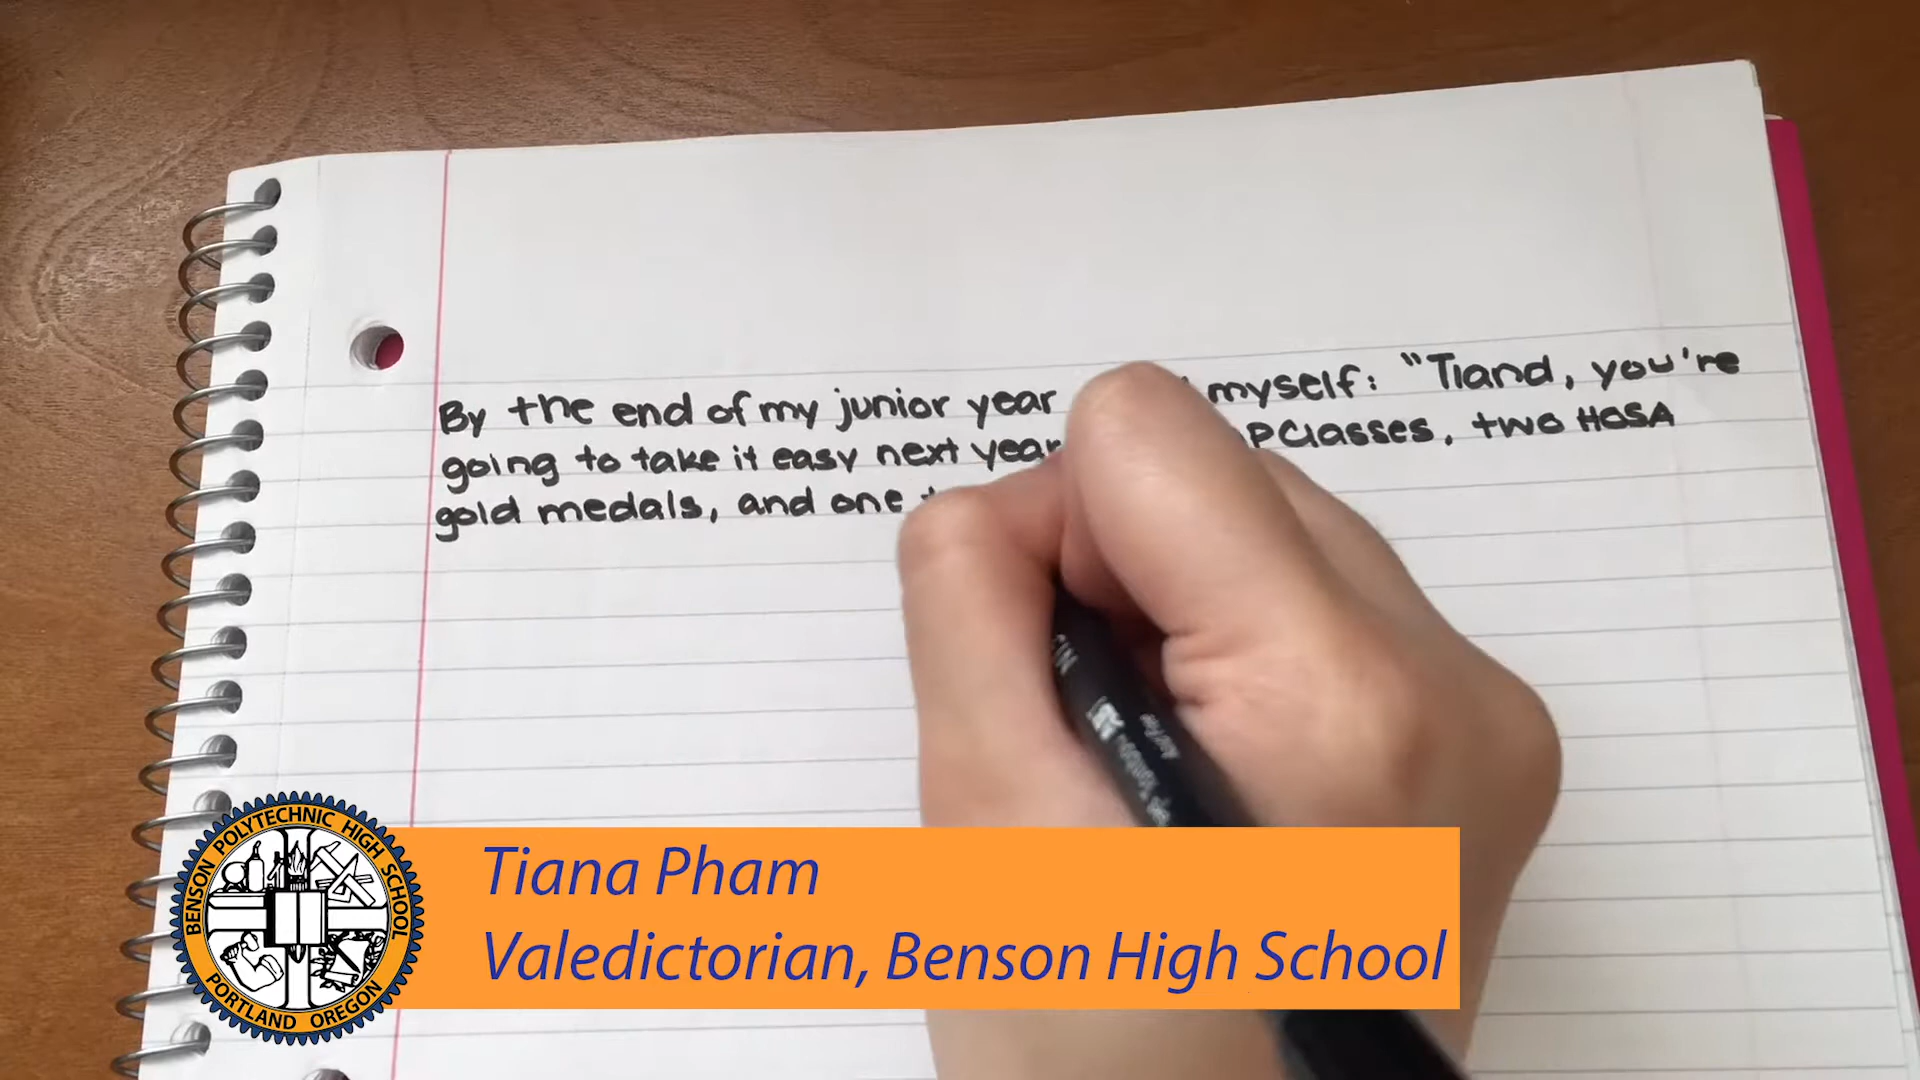 By the end of my junior year myself: "Tiana, you're
going to take it easy next year PClasses, two HOSA
gold medals, and one
Tiana Pham
Valedictorian, Benson High School
BENSON POLYTECHNIC HIGH SCHOOL
PORTLAND OREGON